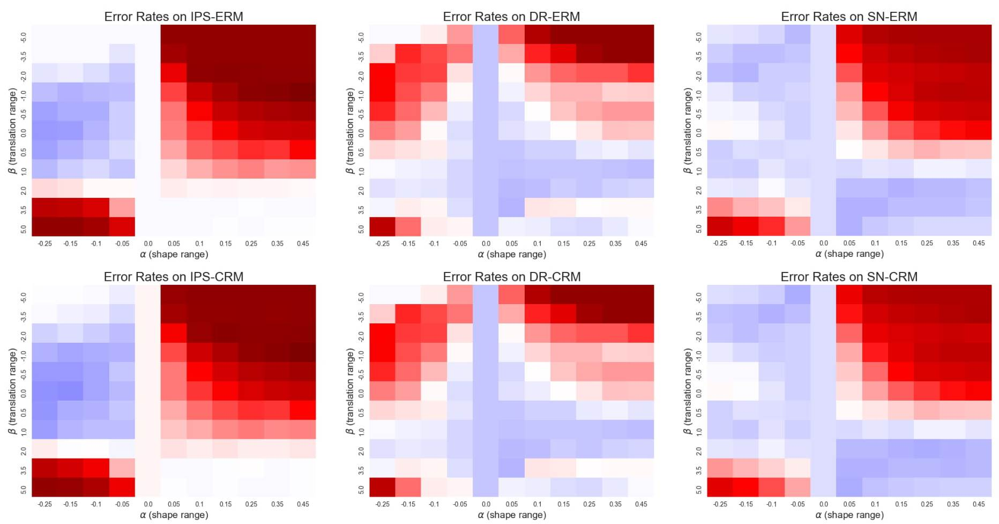 Error Rates on IPS-ERM
β (translation range)
-5.0
-3.5
-2.0
-1.0
-0.5
0.0
0.5
1.0
2.0
3.5
5.0
-0.25 -0.15 -0.1 -0.05 0.0 0.05 0.1 0.15 0.25 0.35 0.45
α (shape range)
Error Rates on DR-ERM
β (translation range)
-5.0
-3.5
-2.0
-1.0
-0.5
0.0
0.5
1.0
2.0
3.5
5.0
-0.25 -0.15 -0.1 -0.05 0.0 0.05 0.1 0.15 0.25 0.35 0.45
α (shape range)
Error Rates on SN-ERM
β (translation range)
-5.0
-3.5
-2.0
-1.0
-0.5
0.0
0.5
1.0
2.0
3.5
5.0
-0.25 -0.15 -0.1 -0.05 0.0 0.05 0.1 0.15 0.25 0.35 0.45
α (shape range)
Error Rates on IPS-CRM
β (translation range)
-5.0
-3.5
-2.0
-1.0
-0.5
0.0
0.5
1.0
2.0
3.5
5.0
-0.25 -0.15 -0.1 -0.05 0.0 0.05 0.1 0.15 0.25 0.35 0.45
α (shape range)
Error Rates on DR-CRM
β (translation range)
-5.0
-3.5
-2.0
-1.0
-0.5
0.0
0.5
1.0
2.0
3.5
5.0
-0.25 -0.15 -0.1 -0.05 0.0 0.05 0.1 0.15 0.25 0.35 0.45
α (shape range)
Error Rates on SN-CRM
β (translation range)
-5.0
-3.5
-2.0
-1.0
-0.5
0.0
0.5
1.0
2.0
3.5
5.0
-0.25 -0.15 -0.1 -0.05 0.0 0.05 0.1 0.15 0.25 0.35 0.45
α (shape range)